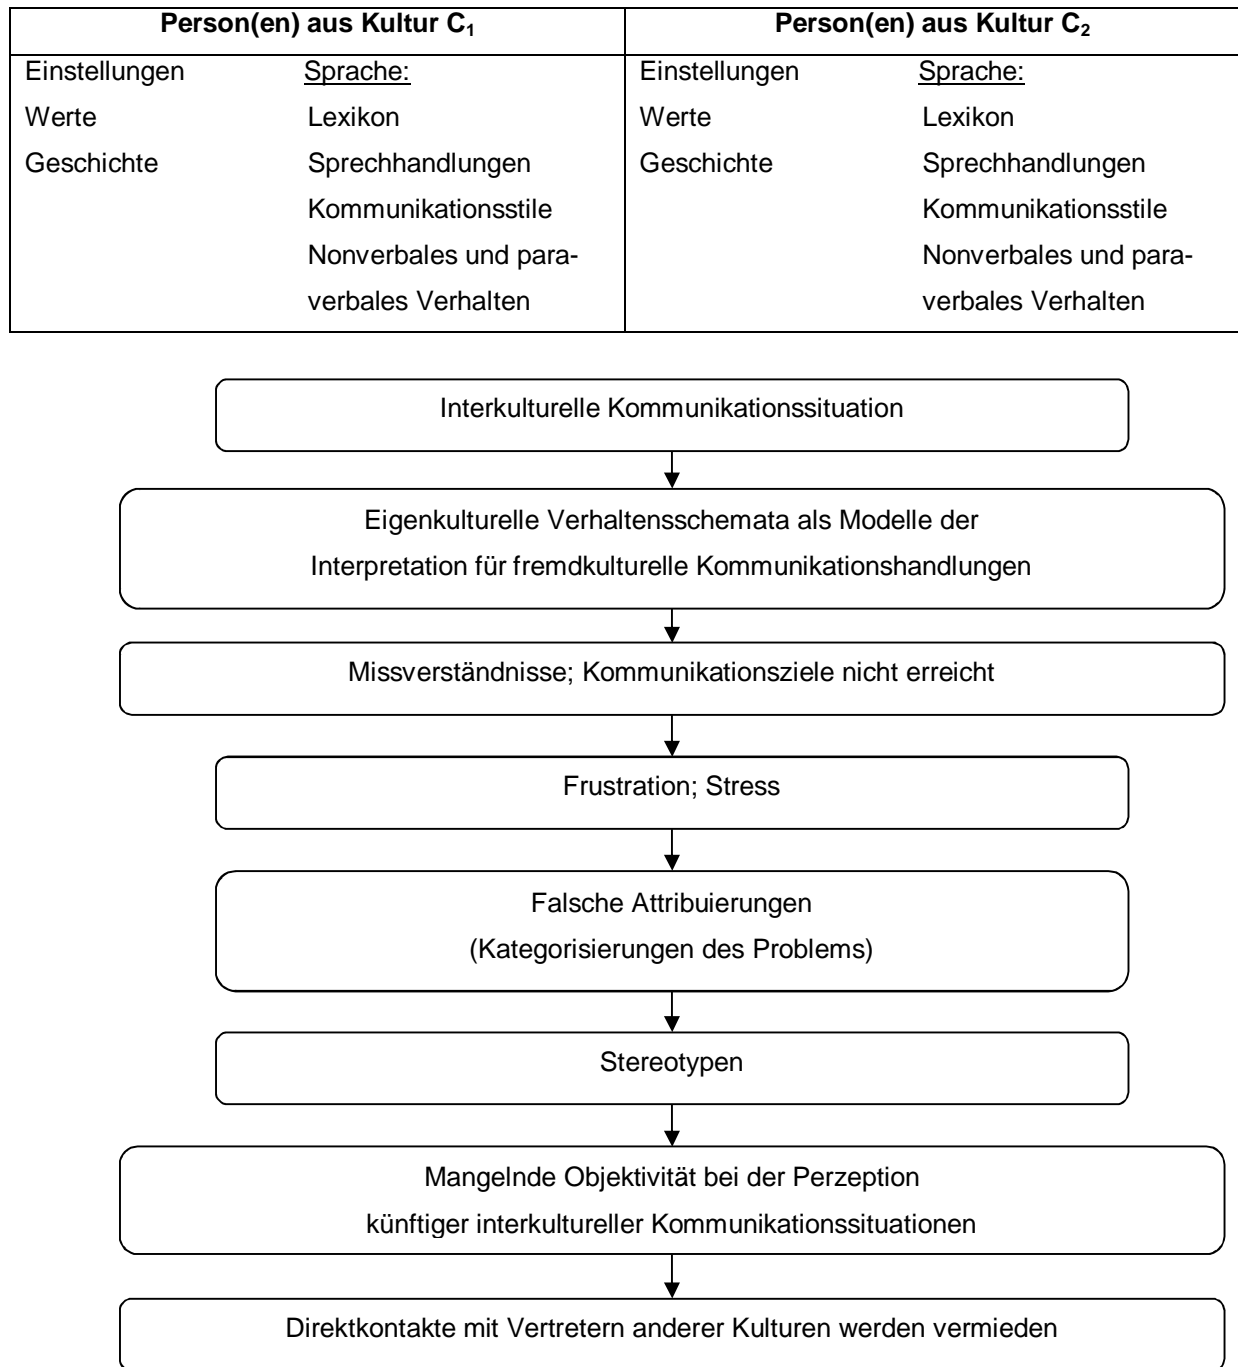 Person(en) aus Kultur C₁ Person(en) aus Kultur C₂
Einstellungen Sprache: Einstellungen Sprache:
Werte Lexikon Werte Lexikon
Geschichte Sprechhandlungen Geschichte Sprechhandlungen
Kommunikationsstile Kommunikationsstile
Nonverbales und para- Nonverbales und para-
verbales Verhalten verbales Verhalten
Interkulturelle Kommunikationssituation
Eigenkulturelle Verhaltensschemata als Modelle der
Interpretation für fremdkulturelle Kommunikationshandlungen
Missverständnisse; Kommunikationsziele nicht erreicht
Frustration; Stress
Falsche Attribuierungen
(Kategorisierungen des Problems)
Stereotypen
Mangelnde Objektivität bei der Perzeption
künftiger interkultureller Kommunikationssituationen
Direktkontakte mit Vertretern anderer Kulturen werden vermieden